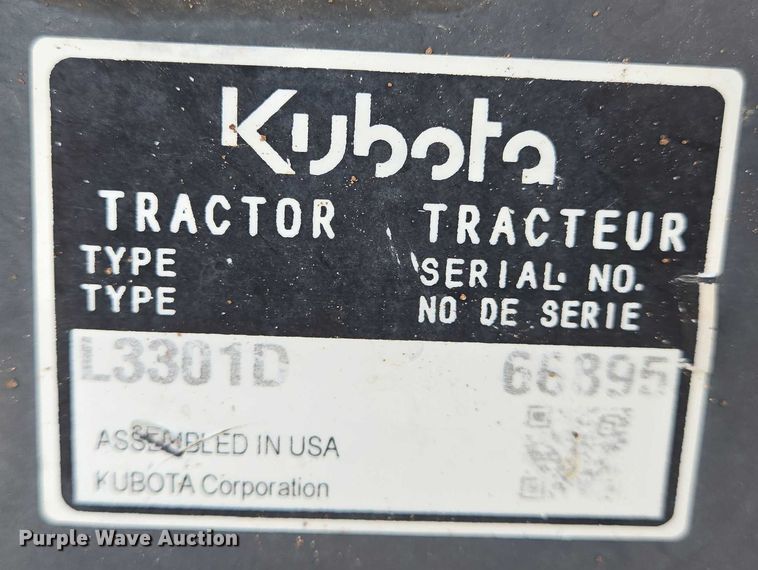 Kubota
TRACTOR TRACTEUR
TYPE SERIAL NO.
TYPE NO DE SERIE
L3301D 66895
ASSEMBLED IN USA
KUBOTA Corporation
Purple Wave Auction